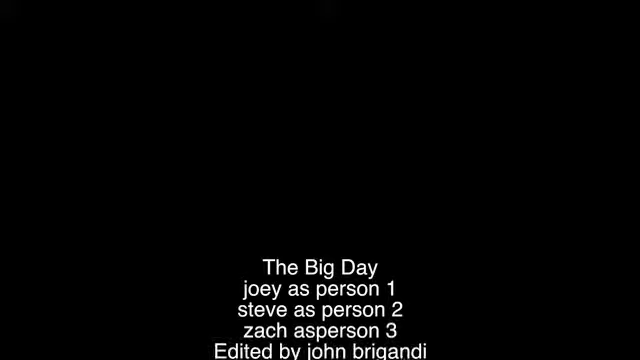 The Big Day
joey as person 1
steve as person 2
zach asperson 3
Edited by john brigandi